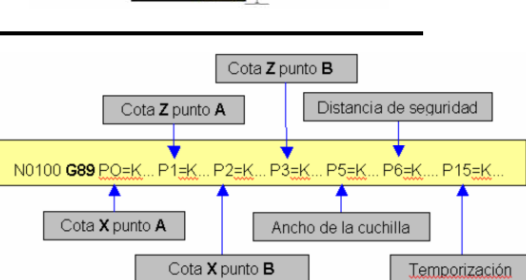 Cota Z punto B
Cota Z punto A
Distancia de seguridad
N0100 G89 PO=K... P1=K... P2=K... P3=K... P5=K... P6=K.... P15=K...
Cota X punto A
Ancho de la cuchilla
Cota X punto B
Temporización